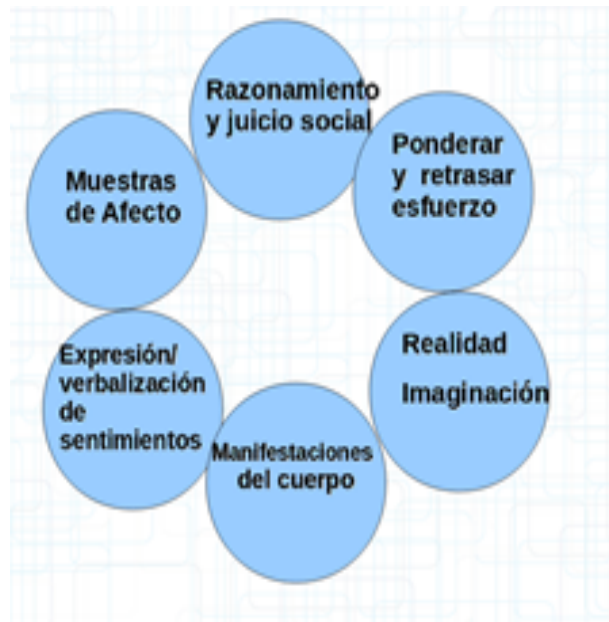 Razonamiento
y juicio social
Ponderar
y retrasar
esfuerzo
Realidad
Imaginación
Manifestaciones
del cuerpo
Expresión/
verbalización
de
sentimientos
Muestras
de Afecto